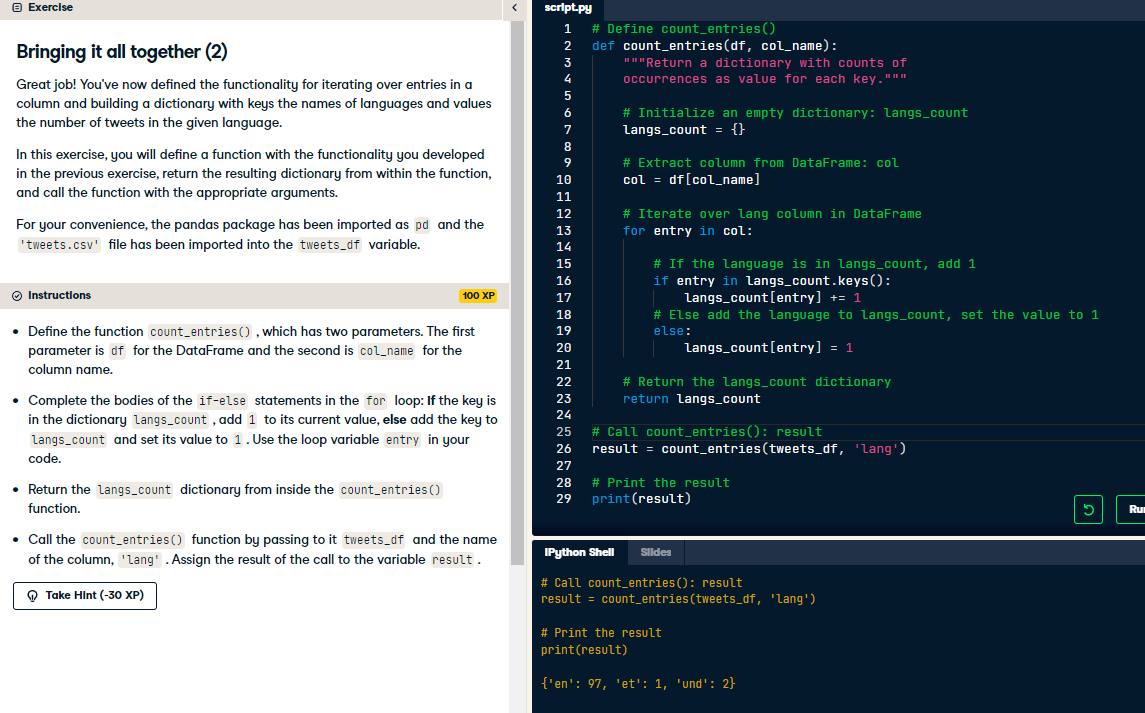 Exercise
Bringing it all together (2)
Great job! You've now defined the functionality for iterating over entries in a
column and building a dictionary with keys the names of languages and values
the number of tweets in the given language.
In this exercise, you will define a function with the functionality you developed
in the previous exercise, return the resulting dictionary from within the function,
and call the function with the appropriate arguments.
For your convenience, the pandas package has been imported as pd and the
'tweets.csv' file has been imported into the tweets_df variable.
Instructions
100 XP
• Define the function count_entries() , which has two parameters. The first
parameter is df for the DataFrame and the second is col_name for the
column name.
• Complete the bodies of the if-else statements in the for loop: If the key is
in the dictionary langs_count , add 1 to its current value, else add the key to
langs_count and set its value to 1 . Use the loop variable entry in your
code.
• Return the langs_count dictionary from inside the count_entries()
function.
• Call the count_entries() function by passing to it tweets_df and the name
of the column, 'lang' . Assign the result of the call to the variable result .
Take Hint (-30 XP)
script.py
1 # Define count_entries()
2 def count_entries(df, col_name):
3     """Return a dictionary with counts of
4     occurrences as value for each key."""
5
6     # Initialize an empty dictionary: langs_count
7     langs_count = {}
8
9     # Extract column from DataFrame: col
10     col = df[col_name]
11
12     # Iterate over lang column in DataFrame
13     for entry in col:
14
15         # If the language is in langs_count, add 1
16         if entry in langs_count.keys():
17             langs_count[entry] += 1
18         # Else add the language to langs_count, set the value to 1
19         else:
20             langs_count[entry] = 1
21
22     # Return the langs_count dictionary
23     return langs_count
24
25 # Call count_entries(): result
26 result = count_entries(tweets_df, 'lang')
27
28 # Print the result
29 print(result)
Ru
IPython Shell
Slides
# Call count_entries(): result
result = count_entries(tweets_df, 'lang')
# Print the result
print(result)
{'en': 97, 'et': 1, 'und': 2}